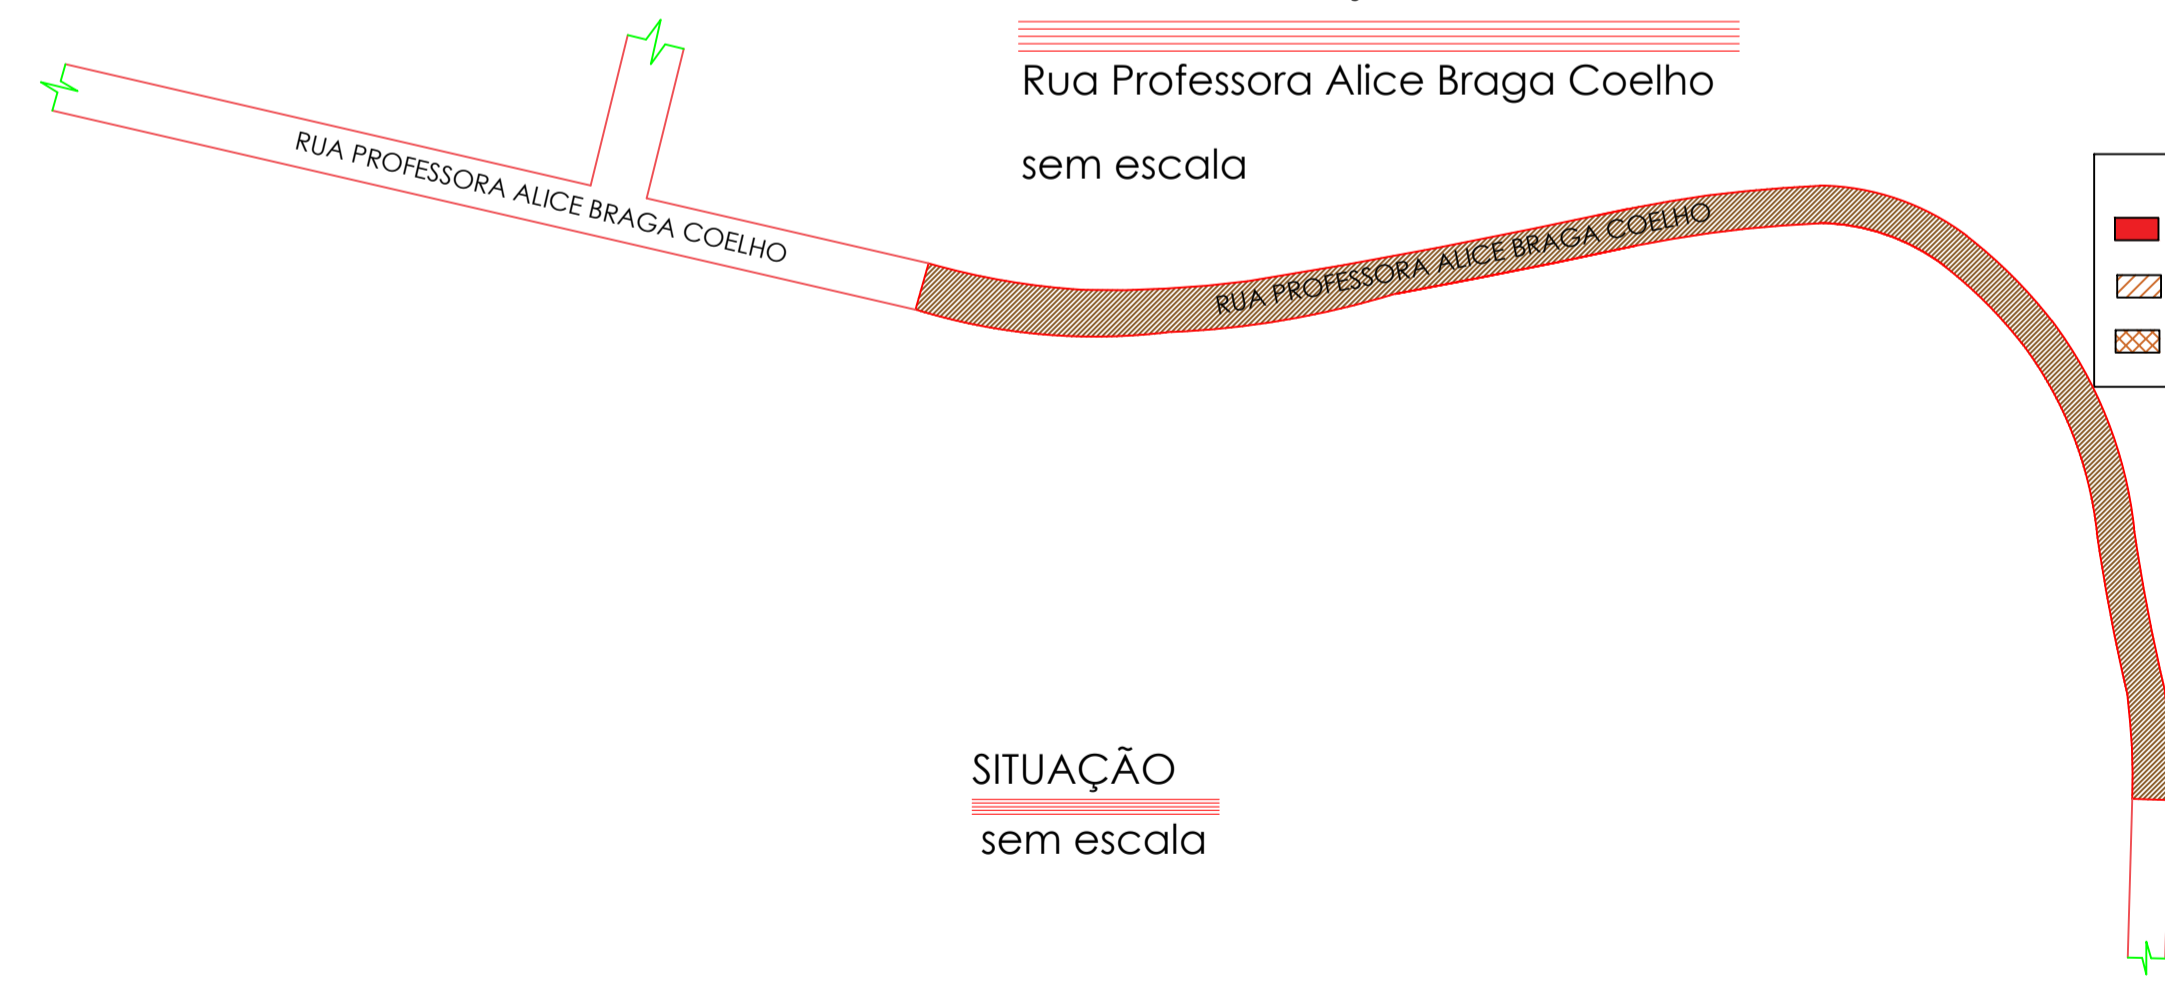 Rua Professora Alice Braga Coelho
sem escala
RUA PROFESSORA ALICE BRAGA COELHO
RUA PROFESSORA ALICE BRAGA COELHO
SITUAÇÃO
sem escala